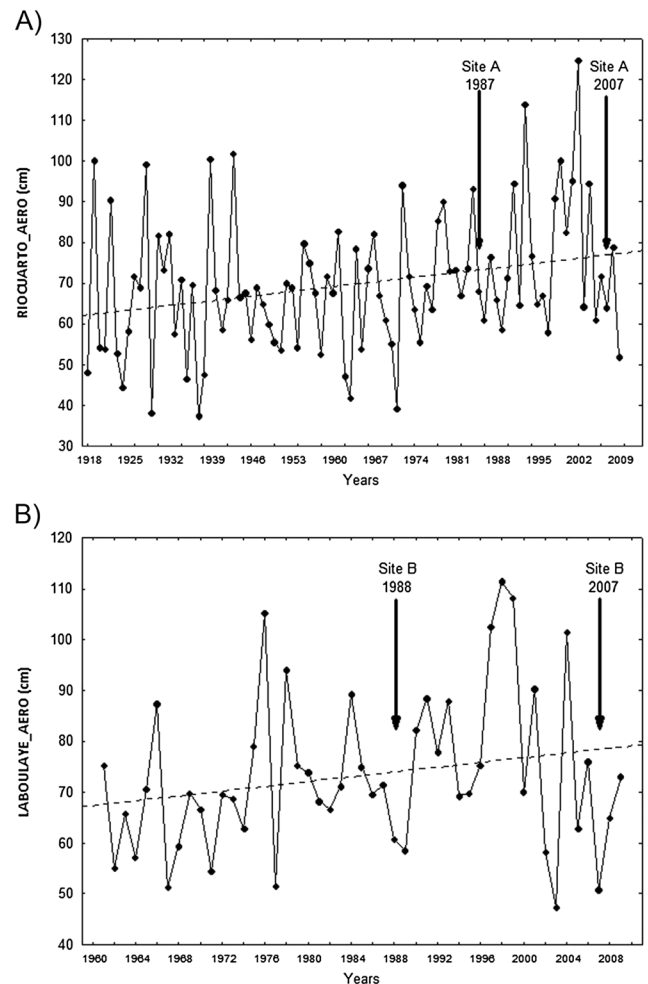 A)
130
120
110
100
90
80
70
60
50
40
30
RIOCUARTO_AERO (cm)
Site A
1987
Site A
2007
1918 1925 1932 1939 1946 1953 1960 1967 1974 1981 1988 1995 2002 2009
Years
B)
120
110
100
90
80
70
60
50
40
LABOULAYE_AERO (cm)
Site B
1988
Site B
2007
1960 1964 1968 1972 1976 1980 1984 1988 1992 1996 2000 2004 2008
Years